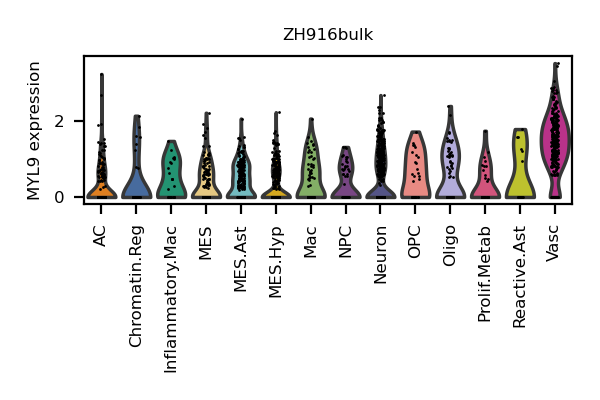 ZH916bulk
MYL9 expression
2
0
AC
Chromatin.Reg
Inflammatory.Mac
MES
MES.Ast
MES.Hyp
Mac
NPC
Neuron
OPC
Oligo
Prolif.Metab
Reactive.Ast
Vasc